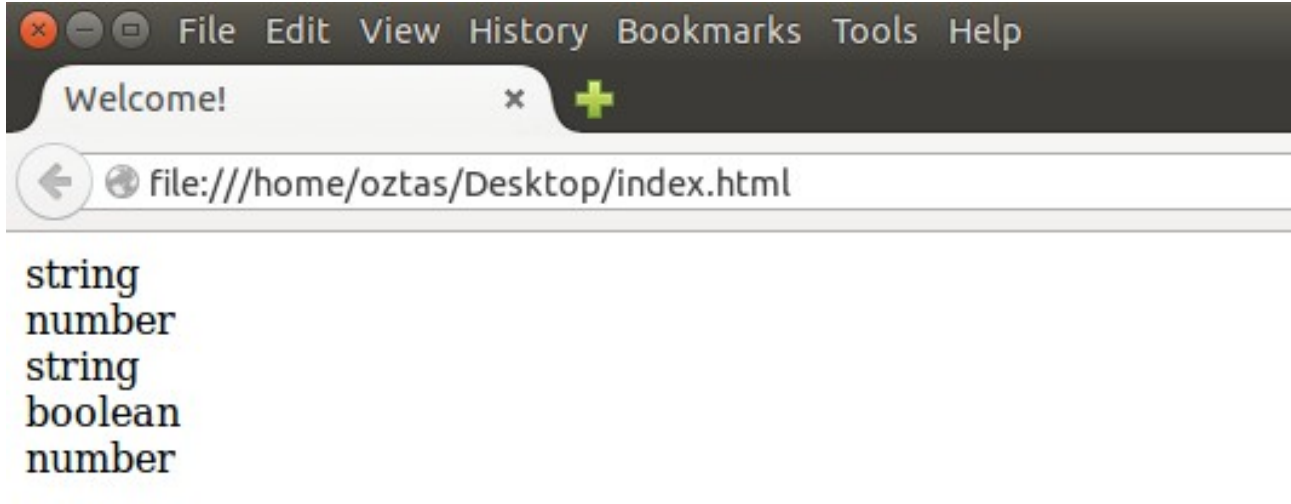 File Edit View History Bookmarks Tools Help
Welcome!
file:///home/oztas/Desktop/index.html
string
number
string
boolean
number